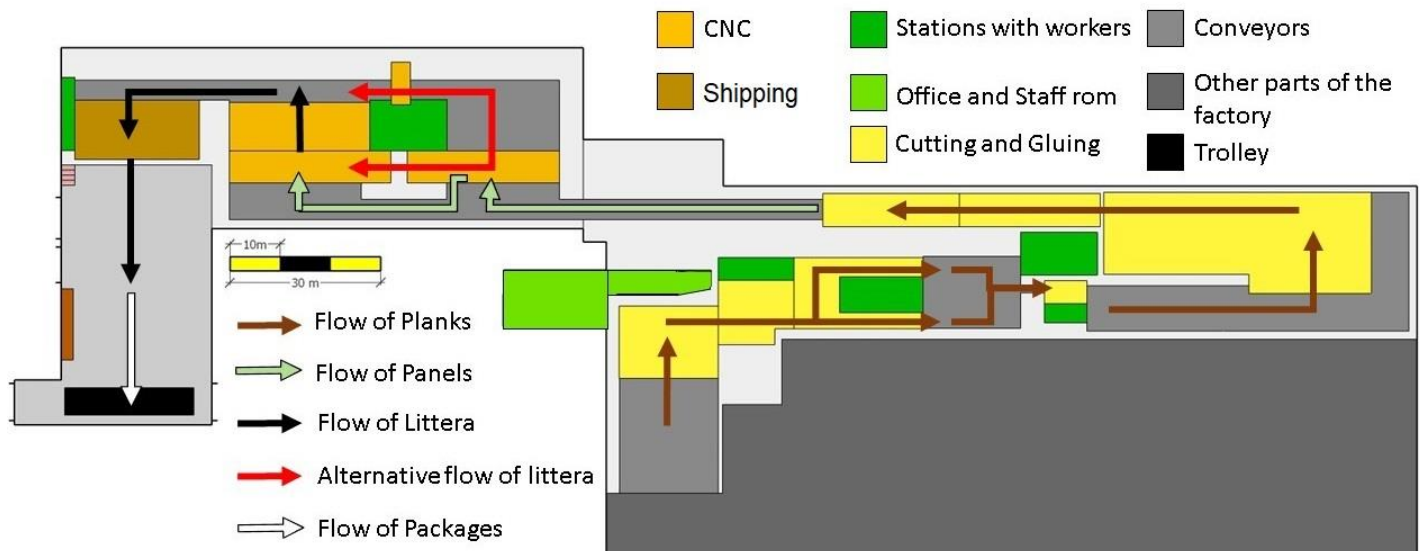 CNC
Stations with workers
Conveyors
Shipping
Office and Staff rom
Other parts of the
factory
Cutting and Gluing
Trolley
10m
30 m
Flow of Planks
Flow of Panels
Flow of Littera
Alternative flow of littera
Flow of Packages